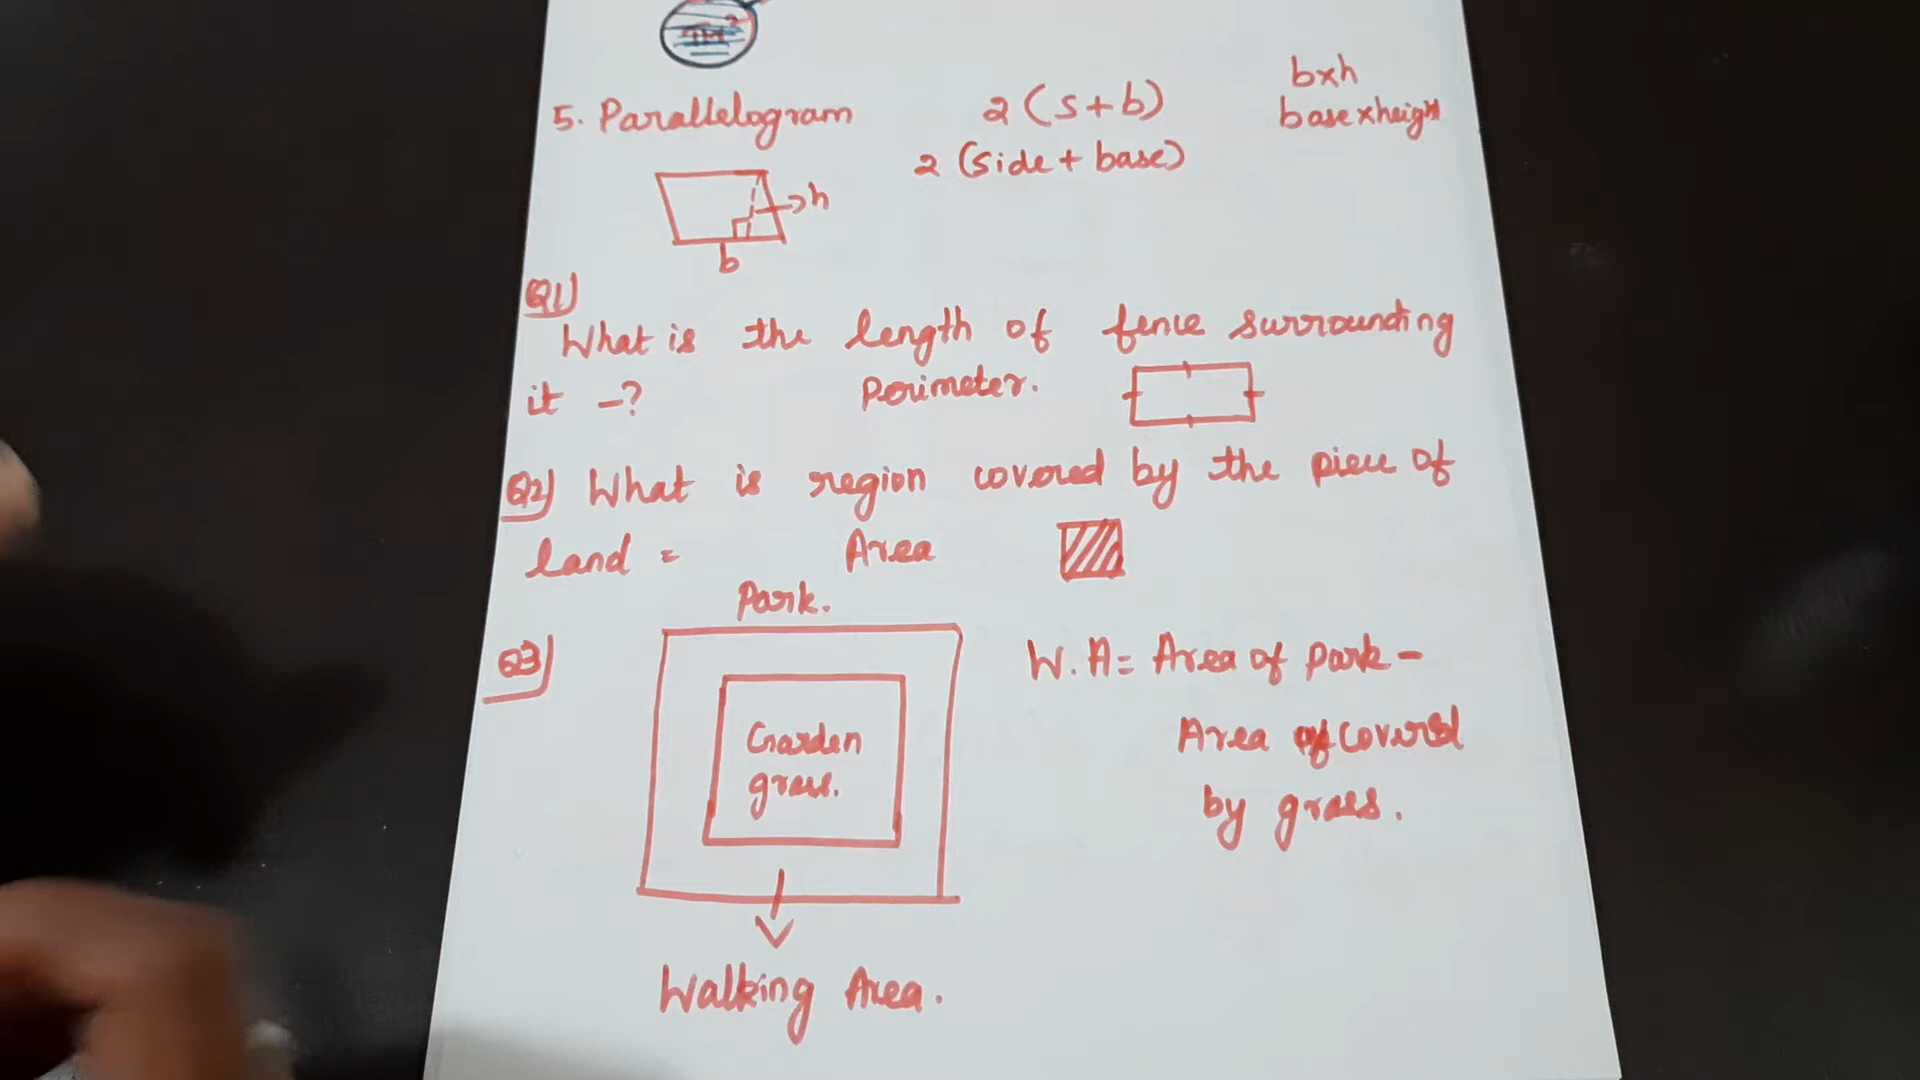 5. Parallelogram
2 (s+b)
2 (side + base)
b×h
base×height
h
b
Q1)
What is the length of fence surrounding
it -?
Perimeter.
Q2) What is region covered by the piece of
land =
Area
Park.
Q3)
Garden
grass.
W.A= Area of park -
Area of covered
by grass.
Walking Area.